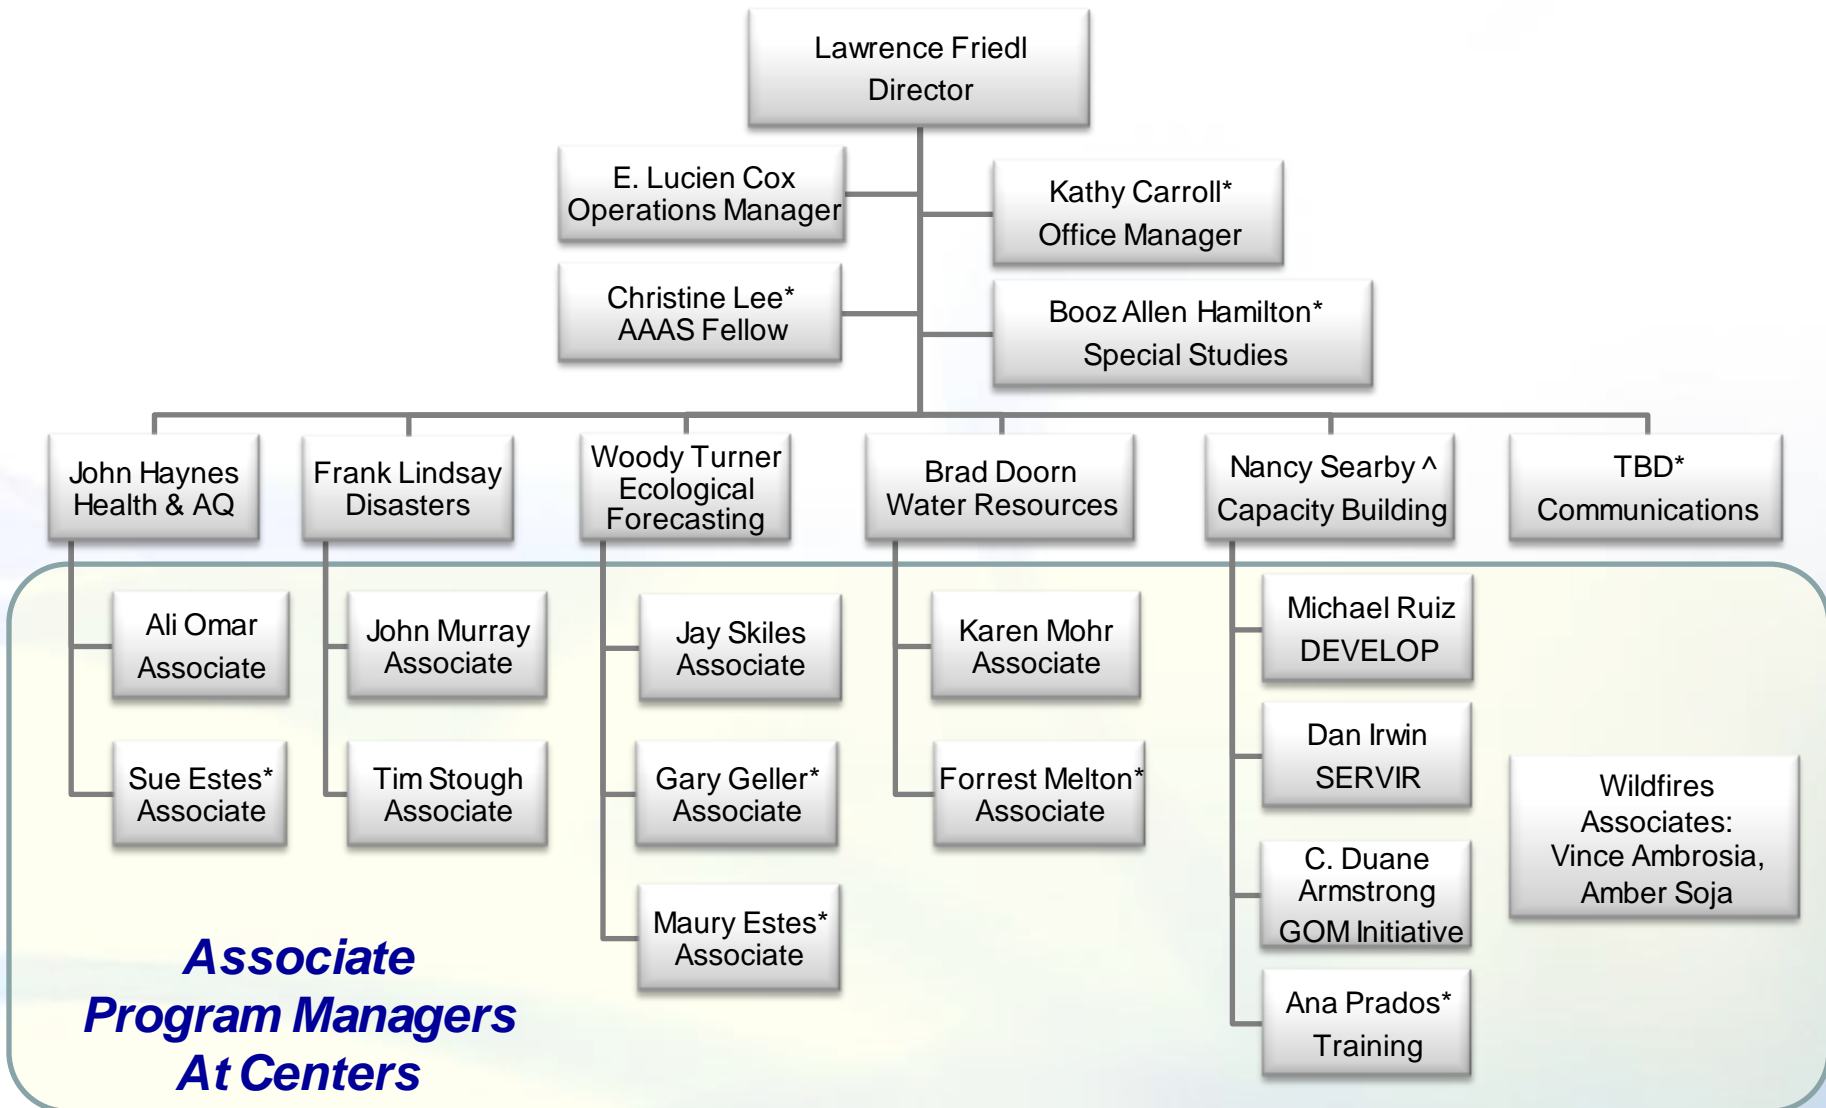 Lawrence Friedl
Director
E. Lucien Cox
Operations Manager
Kathy Carroll*
Office Manager
Christine Lee*
AAAS Fellow
Booz Allen Hamilton*
Special Studies
John Haynes
Health & AQ
Frank Lindsay
Disasters
Woody Turner
Ecological
Forecasting
Brad Doorn
Water Resources
Nancy Searby ^
Capacity Building
TBD*
Communications
Ali Omar
Associate
Sue Estes*
Associate
John Murray
Associate
Tim Stough
Associate
Jay Skiles
Associate
Gary Geller*
Associate
Maury Estes*
Associate
Karen Mohr
Associate
Forrest Melton*
Associate
Michael Ruiz
DEVELOP
Dan Irwin
SERVIR
C. Duane
Armstrong
GOM Initiative
Ana Prados*
Training
Wildfires
Associates:
Vince Ambrosia,
Amber Soja
Associate
Program Managers
At Centers